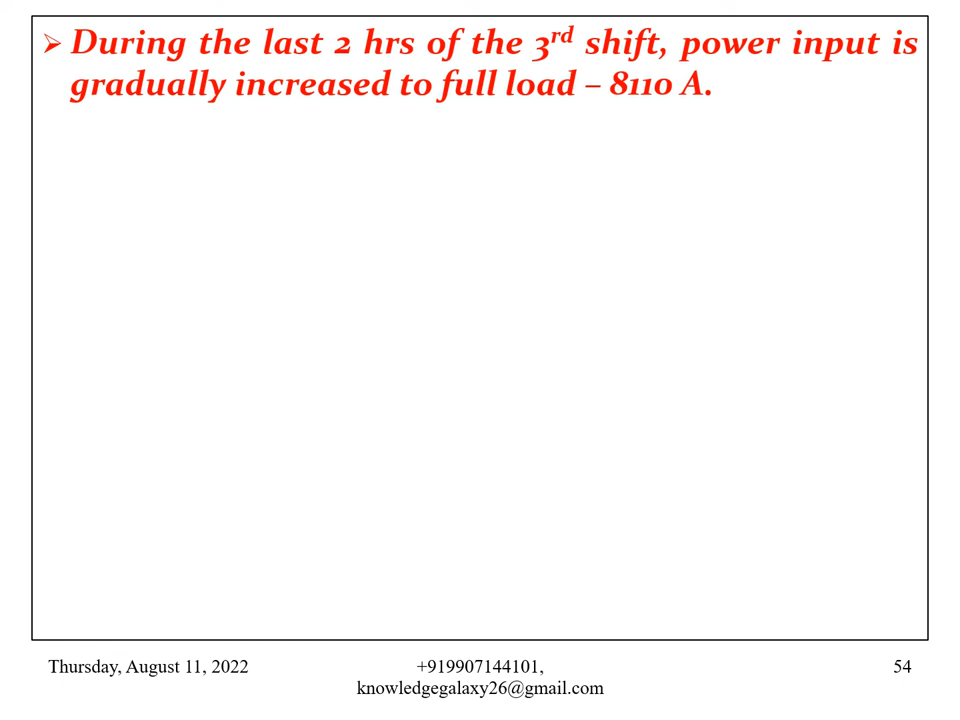 ➢ During the last 2 hrs of the 3rd shift, power input is
gradually increased to full load – 8110 A.
Thursday, August 11, 2022
+919907144101,
knowledgegalaxy26@gmail.com
54